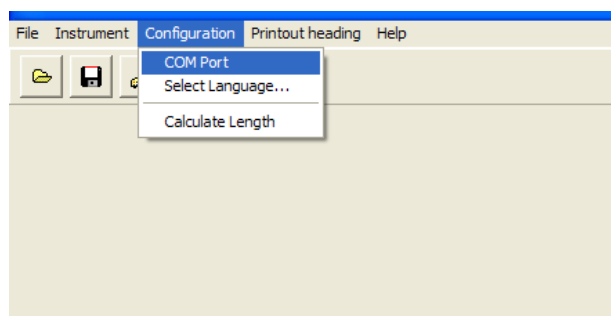 File Instrument Configuration Printout heading Help
COM Port
Select Language...
Calculate Length